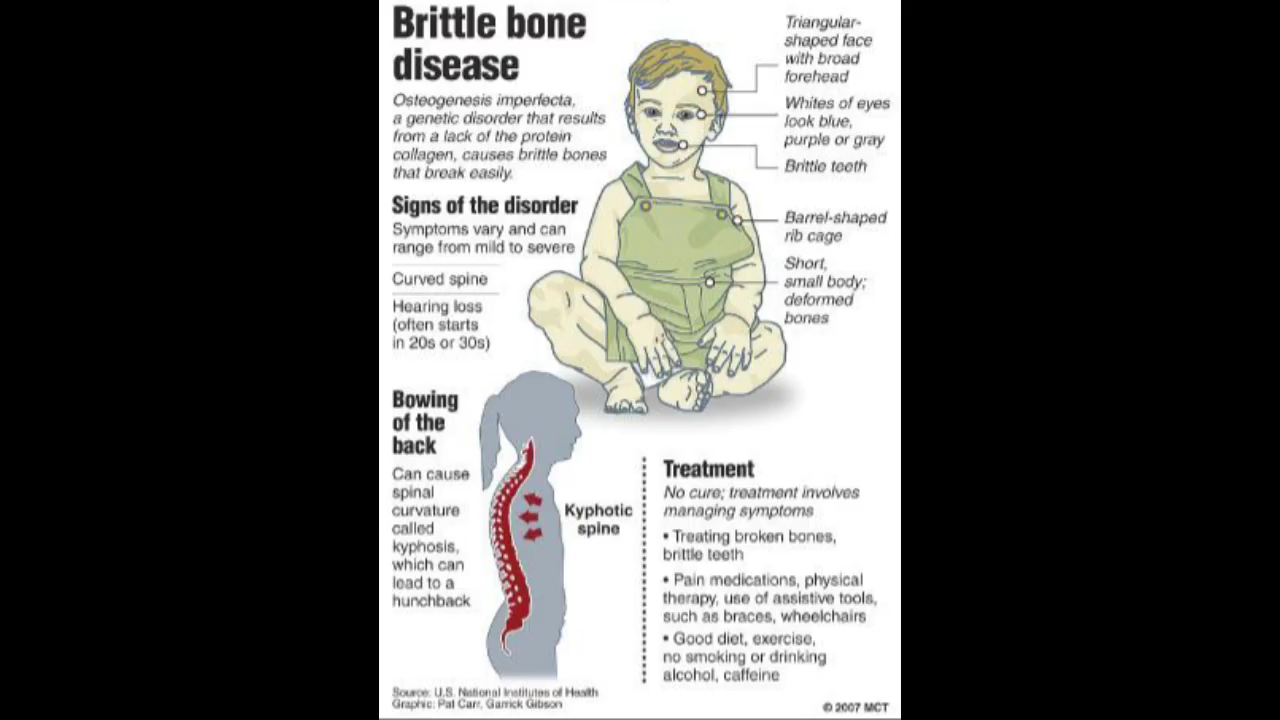 Brittle bone
disease
Osteogenesis imperfecta,
a genetic disorder that results
from a lack of the protein
collagen, causes brittle bones
that break easily.
Signs of the disorder
Symptoms vary and can
range from mild to severe
Curved spine
Hearing loss
(often starts
in 20s or 30s)
Triangular-
shaped face
with broad
forehead
Whites of eyes
look blue,
purple or gray
Brittle teeth
Barrel-shaped
rib cage
Short,
small body;
deformed
bones
Bowing
of the
back
Can cause
spinal
curvature
called
kyphosis,
which can
lead to a
hunchback
Kyphotic
spine
Treatment
No cure; treatment involves
managing symptoms
• Treating broken bones,
brittle teeth
• Pain medications, physical
therapy, use of assistive tools,
such as braces, wheelchairs
• Good diet, exercise,
no smoking or drinking
alcohol, caffeine
Source: U.S. National Institutes of Health
Graphic: Pat Carr, Garrick Gibson
© 2007 MCT